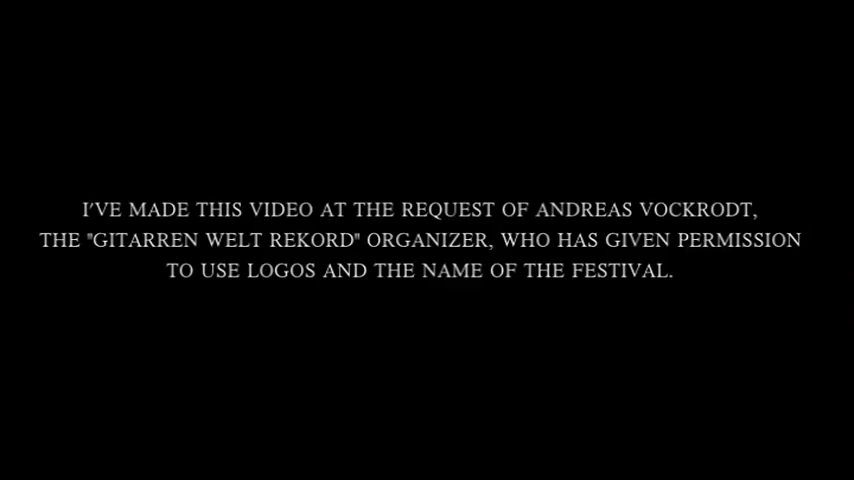 I'VE MADE THIS VIDEO AT THE REQUEST OF ANDREAS VOCKRODT,
THE "GITARREN WELT REKORD" ORGANIZER, WHO HAS GIVEN PERMISSION
TO USE LOGOS AND THE NAME OF THE FESTIVAL.